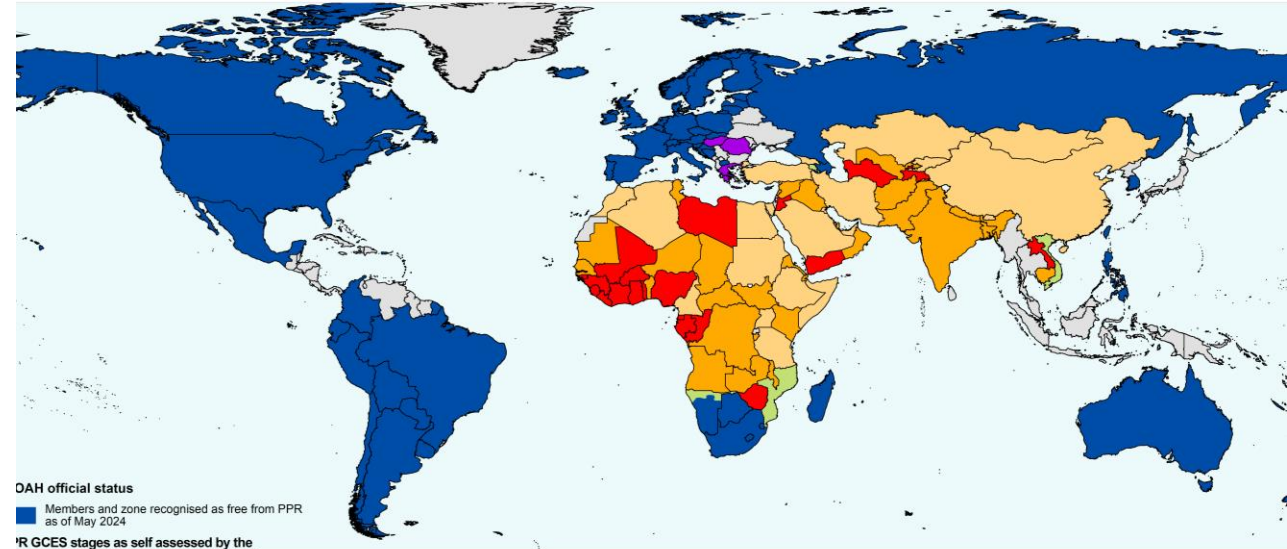 OAH official status
Members and zone recognised as free from PPR
as of May 2024
PR GCES stages as self assessed by the